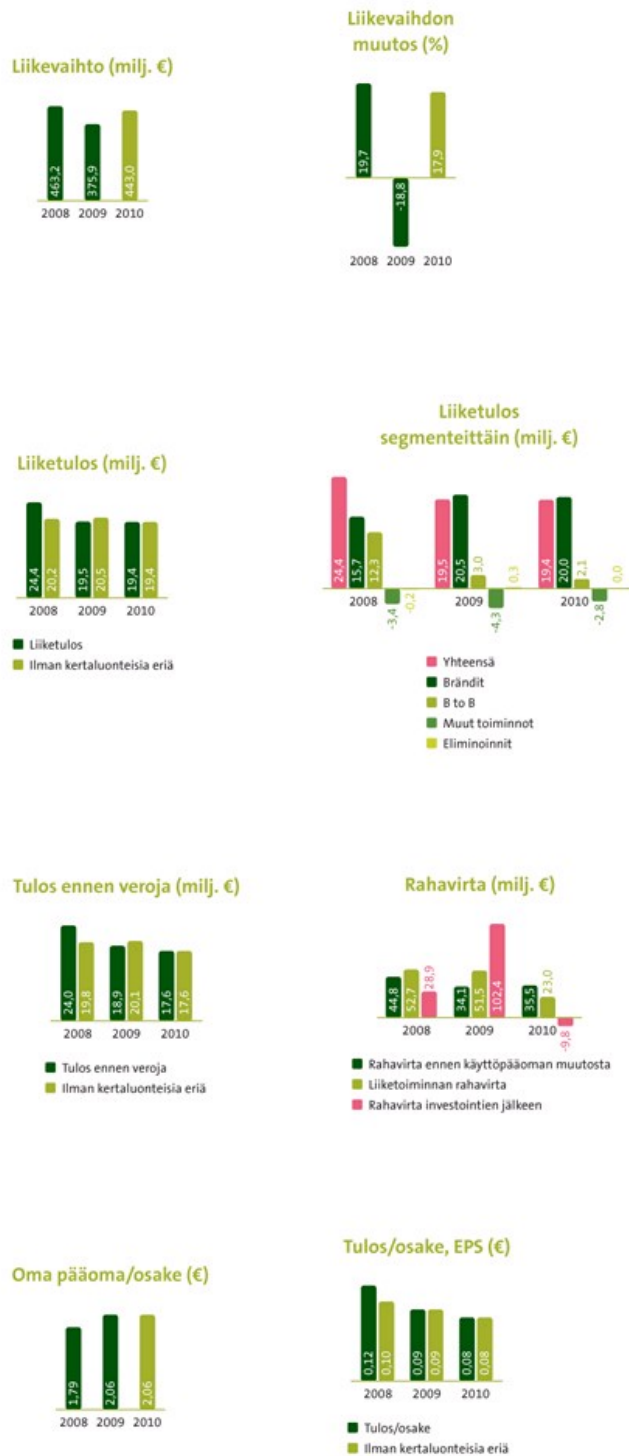 Liikevaihto (milj. €)
463,2
375,9
443,0
2008 2009 2010
Liikevaihdon
muutos (%)
19,7
-18,8
17,9
2008 2009 2010
Liiketulos (milj. €)
24,4
20,2
19,5
20,5
19,4
19,4
2008 2009 2010
Liiketulos
Ilman kertaluonteisia eriä
Liiketulos
segmenteittäin (milj. €)
24,4
15,7
12,3
-3,4
-0,2
19,5
20,5
3,0
-4,3
0,3
19,4
20,0
2,1
-2,8
0,0
2008 2009 2010
Yhteensä
Brändit
B to B
Muut toiminnot
Eliminoinnit
Tulos ennen veroja (milj. €)
24,0
19,8
18,9
20,1
17,6
17,6
2008 2009 2010
Tulos ennen veroja
Ilman kertaluonteisia eriä
Rahavirta (milj. €)
44,8
52,7
28,9
34,1
51,5
102,4
35,5
23,0
-9,8
2008 2009 2010
Rahavirta ennen käyttöpääoman muutosta
Liiketoiminnan rahavirta
Rahavirta investointien jälkeen
Oma pääoma/osake (€)
1,79
2,06
2,06
2008 2009 2010
Tulos/osake, EPS (€)
0,12
0,10
0,09
0,09
0,08
0,08
2008 2009 2010
Tulos/osake
Ilman kertaluonteisia eriä